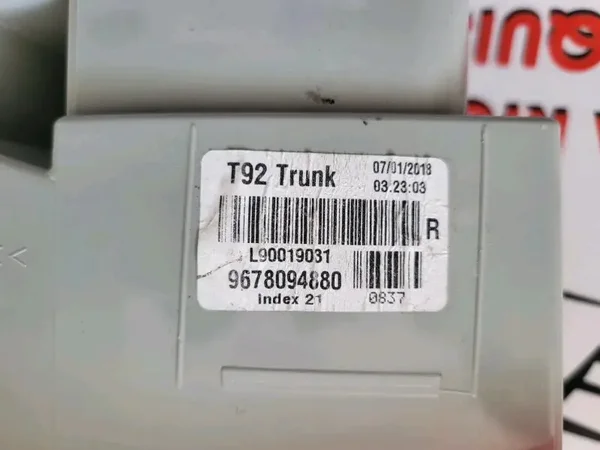 T92 Trunk
07/01/2018
03:23:03
R
L90019031
9678094880
index 21
0837